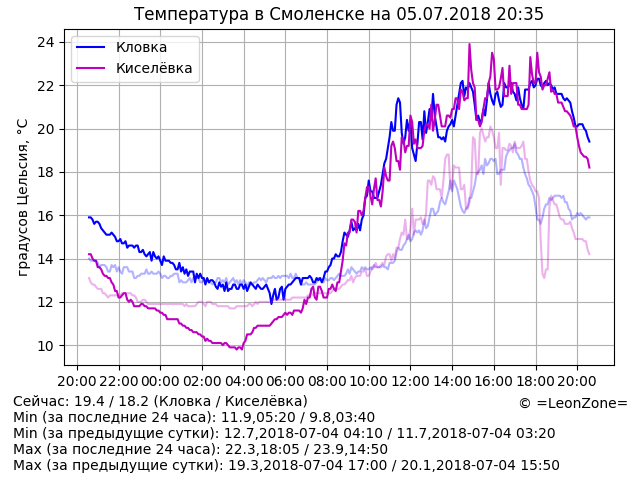 Температура в Смоленске на 05.07.2018 20:35
Кловка
Киселёвка
градусов Цельсия, °C
24
22
20
18
16
14
12
10
20:00 22:00 00:00 02:00 04:00 06:00 08:00 10:00 12:00 14:00 16:00 18:00 20:00
Сейчас: 19.4 / 18.2 (Кловка / Киселёвка)
© =LeonZone=
Min (за последние 24 часа): 11.9,05:20 / 9.8,03:40
Min (за предыдущие сутки): 12.7,2018-07-04 04:10 / 11.7,2018-07-04 03:20
Max (за последние 24 часа): 22.3,18:05 / 23.9,14:50
Max (за предыдущие сутки): 19.3,2018-07-04 17:00 / 20.1,2018-07-04 15:50